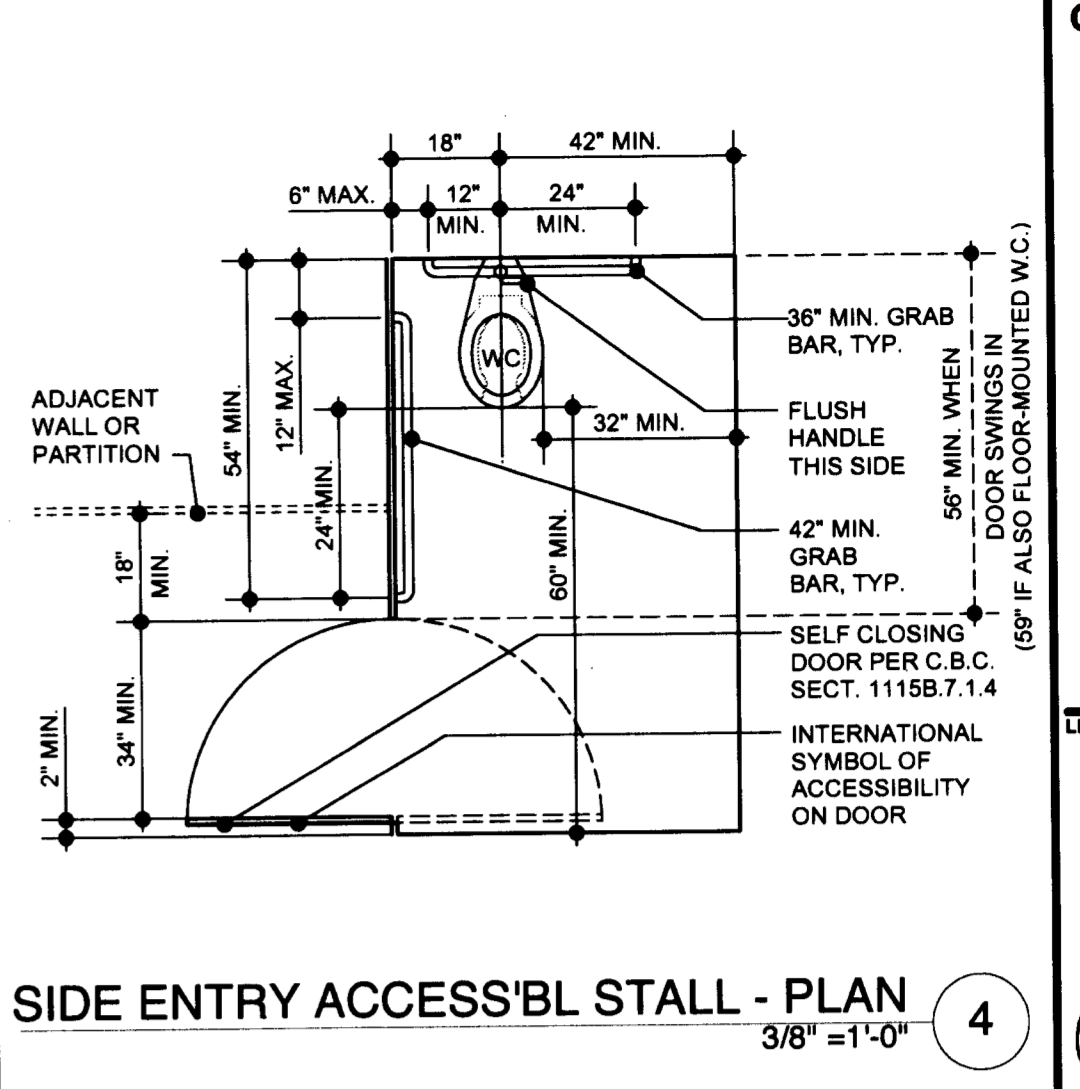 18"
42" MIN.
6" MAX.
12"
MIN.
24"
MIN.
36" MIN. GRAB
BAR, TYP.
WC
FLUSH
HANDLE
THIS SIDE
32" MIN.
ADJACENT
WALL OR
PARTITION
54" MIN.
12" MAX.
24" MIN.
18"
MIN.
60" MIN.
42" MIN.
GRAB
BAR, TYP.
56" MIN. WHEN
DOOR SWINGS IN
(59" IF ALSO FLOOR-MOUNTED W.C.)
SELF CLOSING
DOOR PER C.B.C.
SECT. 1115B.7.1.4
34" MIN.
2" MIN.
INTERNATIONAL
SYMBOL OF
ACCESSIBILITY
ON DOOR
SIDE ENTRY ACCESS'BL STALL - PLAN
3/8" =1'-0"
4